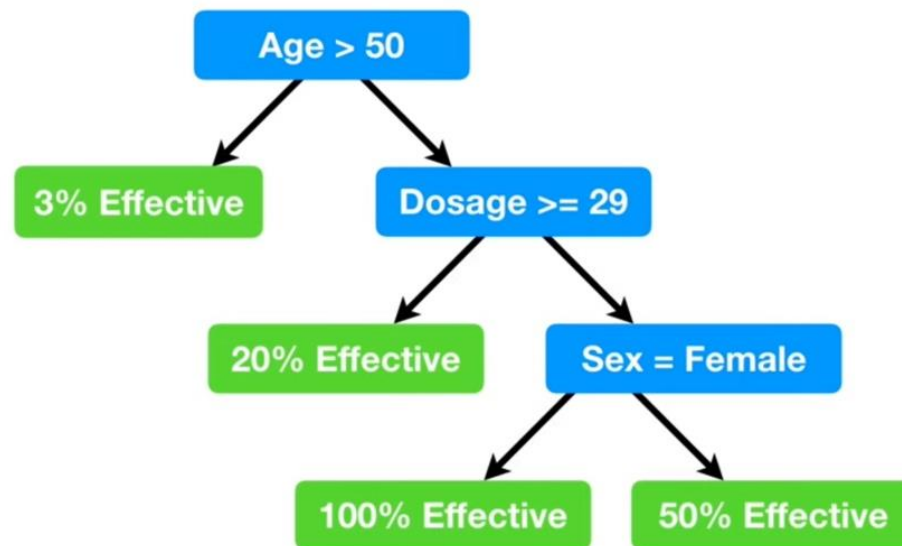 Age > 50
3% Effective
Dosage >= 29
20% Effective
Sex = Female
100% Effective
50% Effective